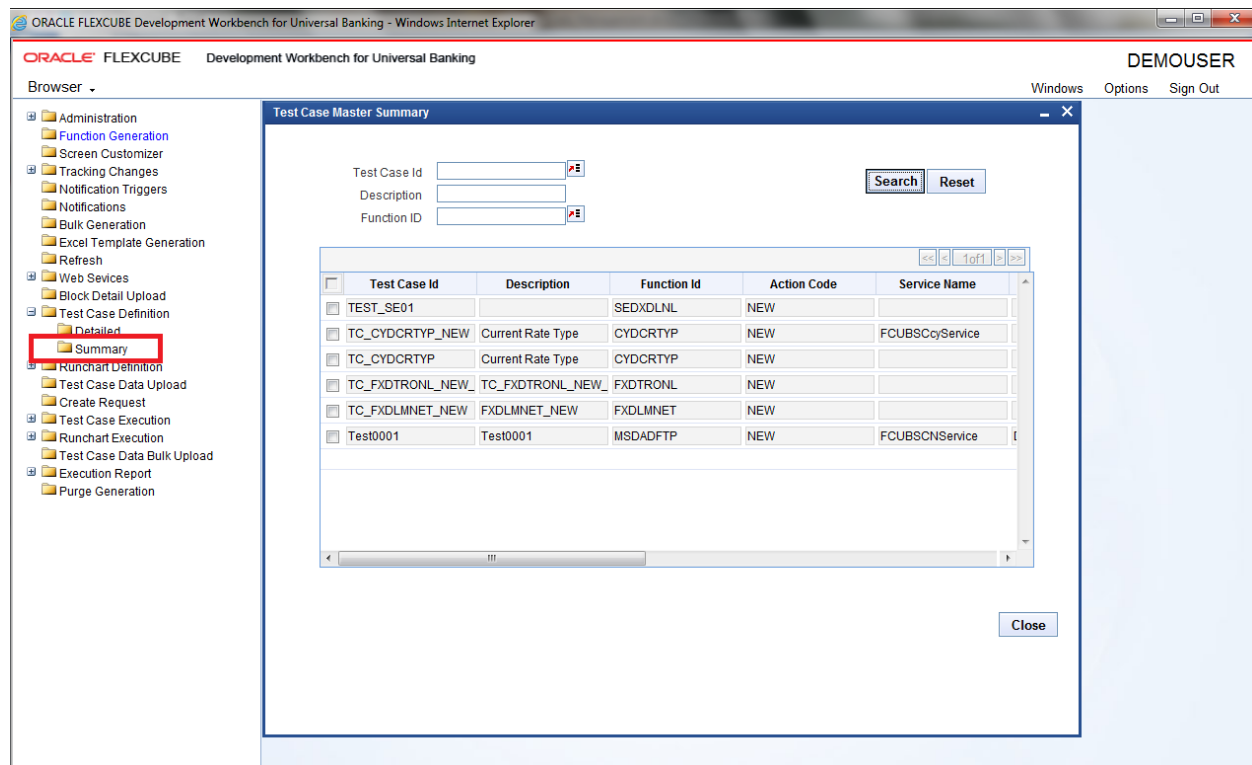 ORACLE FLEXCUBE Development Workbench for Universal Banking - Windows Internet Explorer
ORACLE FLEXCUBE Development Workbench for Universal Banking
DEMOUSER
Browser
Windows Options Sign Out
Administration
Function Generation
Screen Customizer
Tracking Changes
Notification Triggers
Notifications
Bulk Generation
Excel Template Generation
Refresh
Web Sevices
Block Detail Upload
Test Case Definition
Detailed
Summary
Runchart Definition
Test Case Data Upload
Create Request
Test Case Execution
Runchart Execution
Test Case Data Bulk Upload
Execution Report
Purge Generation
Test Case Master Summary
Test Case Id
Description
Function ID
Search Reset
<< < 1of1 > >>
Test Case Id Description Function Id Action Code Service Name
TEST_SE01 SEDXDLNL NEW
TC_CYDCRTYP_NEW Current Rate Type CYDCRTYP NEW FCUBSCcyService
TC_CYDCRTYP Current Rate Type CYDCRTYP NEW
TC_FXDTRONL_NEW_ TC_FXDTRONL_NEW_ FXDTRONL NEW
TC_FXDLMNET_NEW FXDLMNET_NEW FXDLMNET NEW
Test0001 Test0001 MSDADFTP NEW FCUBSCNService
Close